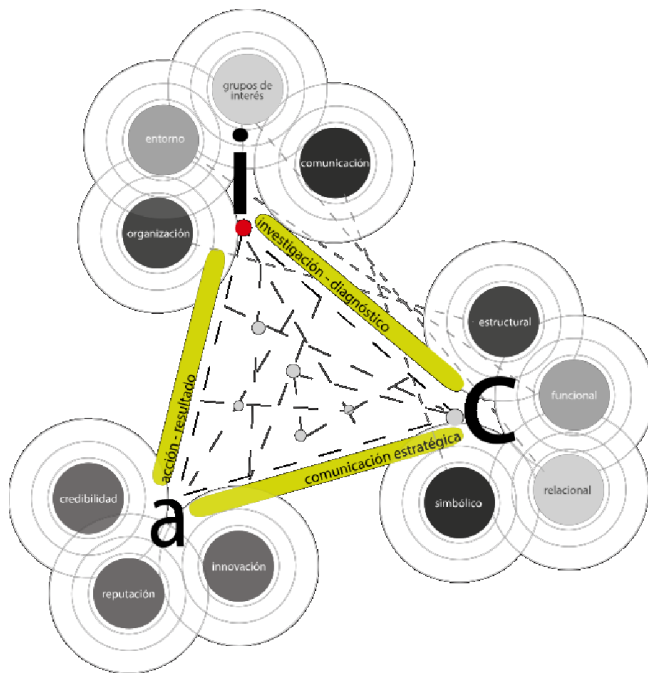 grupos de
interés
entorno
comunicación
i
organización
investigación - diagnóstico
estructural
c
funcional
acción - resultado
comunicación estratégica
credibilidad
relacional
simbólico
a
innovación
reputación